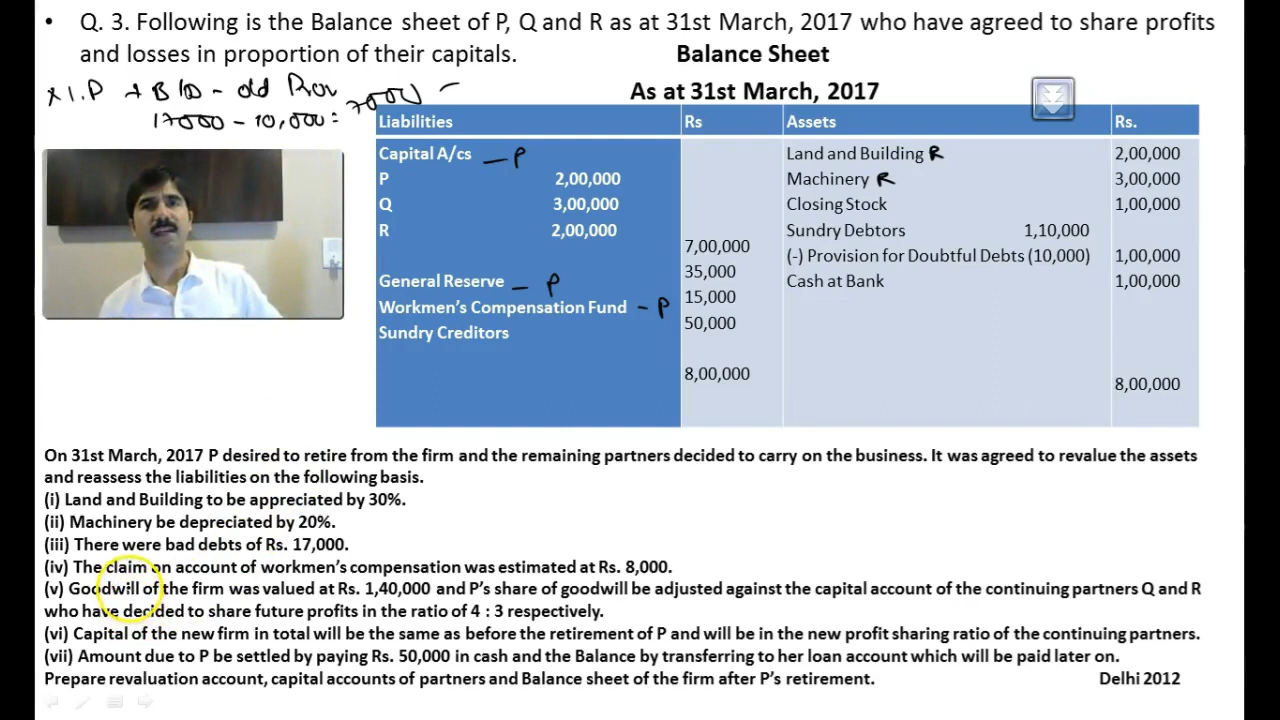 • Q. 3. Following is the Balance sheet of P, Q and R as at 31st March, 2017 who have agreed to share profits
and losses in proportion of their capitals. Balance Sheet
As at 31st March, 2017
+ B/D - old Prov
17000 - 10,000 = 7000
Liabilities Rs Assets Rs.
Capital A/cs – P Land and Building R 2,00,000
P 2,00,000 Machinery R 3,00,000
Q 3,00,000 Closing Stock 1,00,000
R 2,00,000 Sundry Debtors 1,10,000
7,00,000 (-) Provision for Doubtful Debts (10,000) 1,00,000
General Reserve – P 35,000 Cash at Bank 1,00,000
Workmen's Compensation Fund – P 15,000
Sundry Creditors 50,000
8,00,000 8,00,000
On 31st March, 2017 P desired to retire from the firm and the remaining partners decided to carry on the business. It was agreed to revalue the assets
and reassess the liabilities on the following basis.
(i) Land and Building to be appreciated by 30%.
(ii) Machinery be depreciated by 20%.
(iii) There were bad debts of Rs. 17,000.
(iv) The claim on account of workmen's compensation was estimated at Rs. 8,000.
(v) Goodwill of the firm was valued at Rs. 1,40,000 and P's share of goodwill be adjusted against the capital account of the continuing partners Q and R
who have decided to share future profits in the ratio of 4 : 3 respectively.
(vi) Capital of the new firm in total will be the same as before the retirement of P and will be in the new profit sharing ratio of the continuing partners.
(vii) Amount due to P be settled by paying Rs. 50,000 in cash and the Balance by transferring to her loan account which will be paid later on.
Prepare revaluation account, capital accounts of partners and Balance sheet of the firm after P's retirement. Delhi 2012